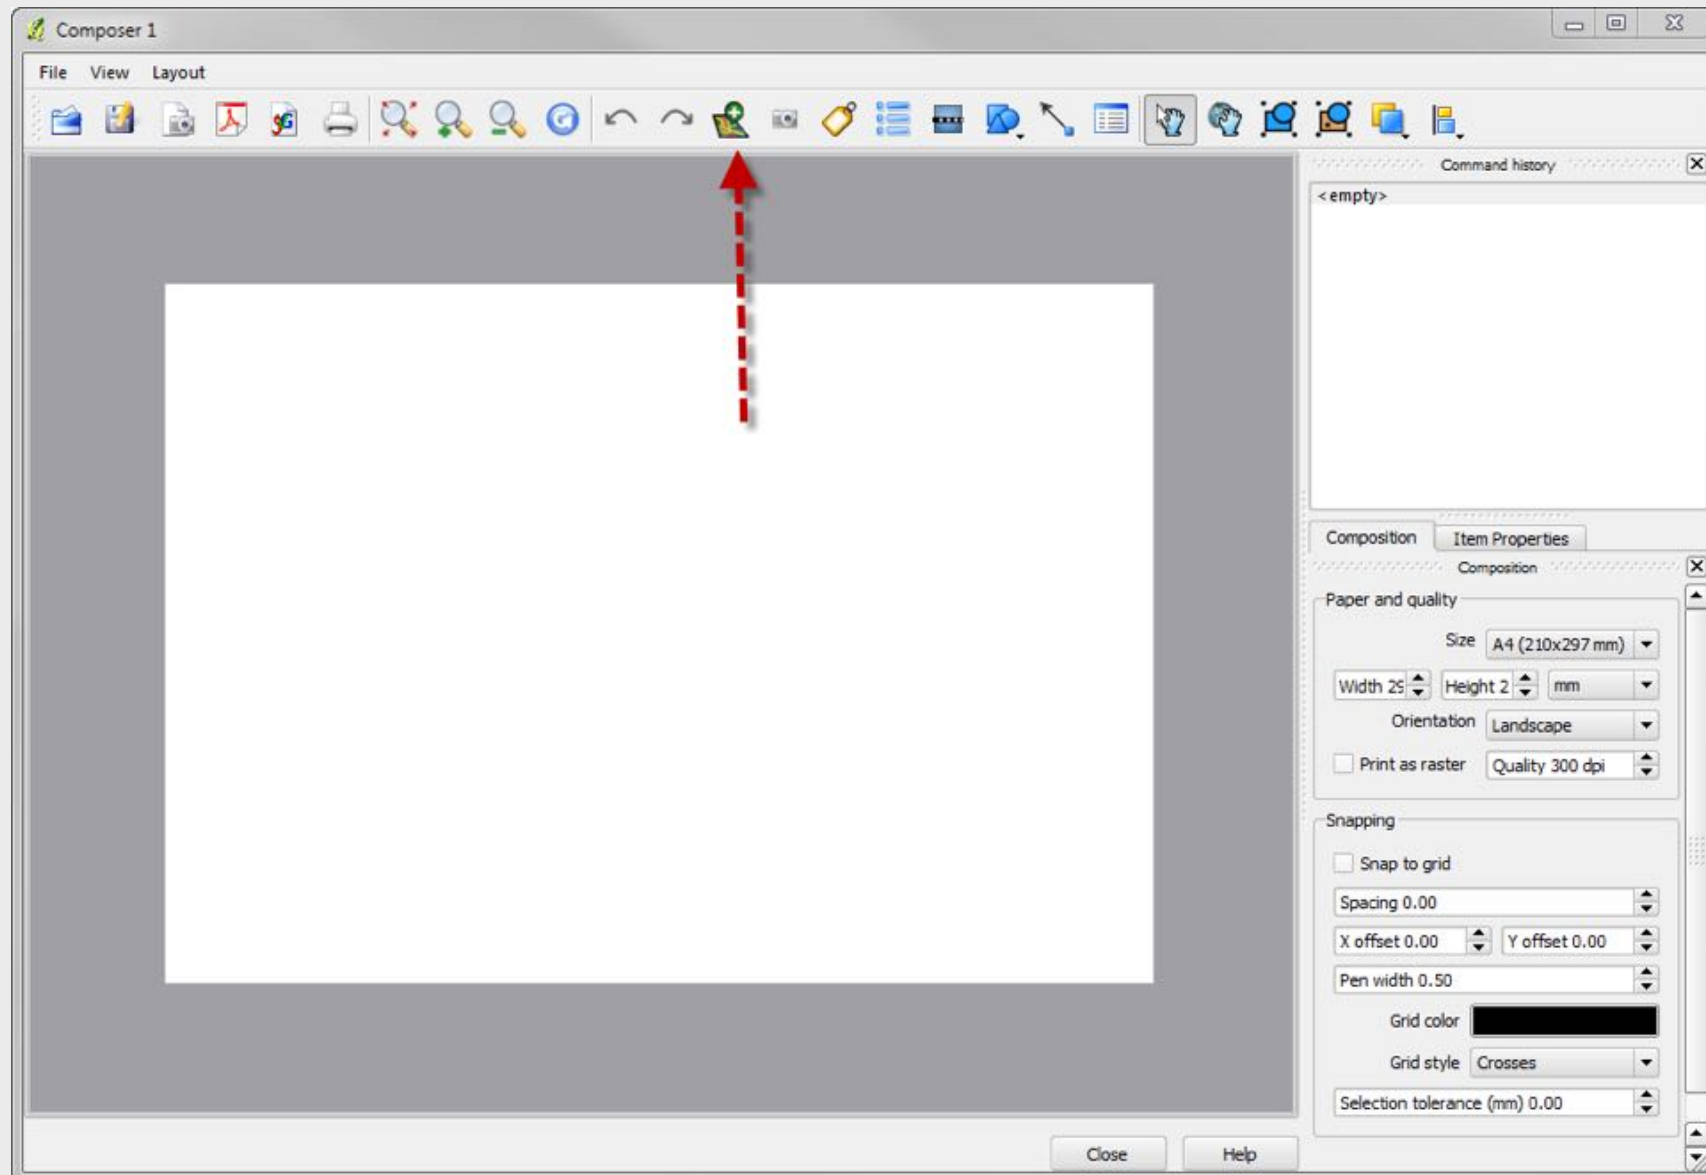 Composer 1
File View Layout
Command history
<empty>
Composition Item Properties
Composition
Paper and quality
Size A4 (210x297 mm)
Width 29 Height 2 mm
Orientation Landscape
Print as raster Quality 300 dpi
Snapping
Snap to grid
Spacing 0.00
X offset 0.00 Y offset 0.00
Pen width 0.50
Grid color
Grid style Crosses
Selection tolerance (mm) 0.00
Close Help